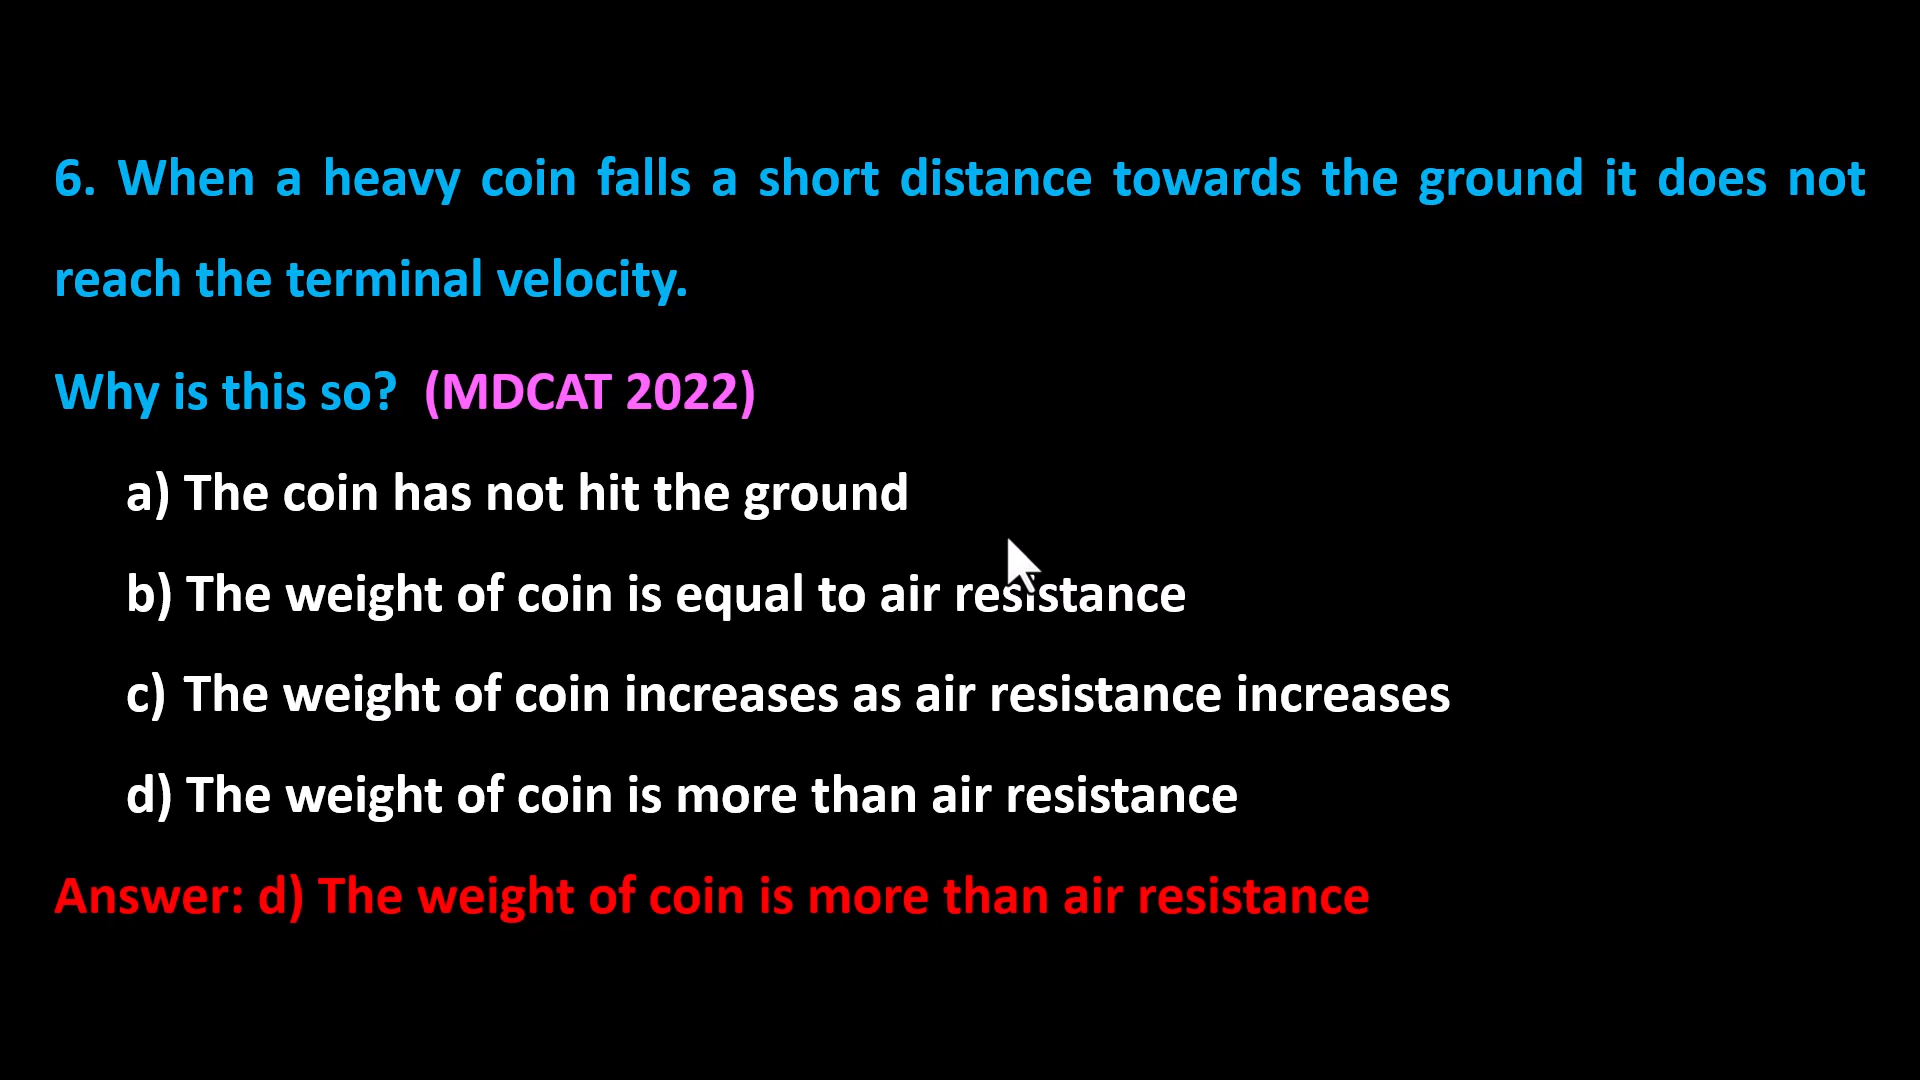 6. When a heavy coin falls a short distance towards the ground it does not
reach the terminal velocity.
Why is this so? (MDCAT 2022)
a) The coin has not hit the ground
b) The weight of coin is equal to air resistance
c) The weight of coin increases as air resistance increases
d) The weight of coin is more than air resistance
Answer: d) The weight of coin is more than air resistance